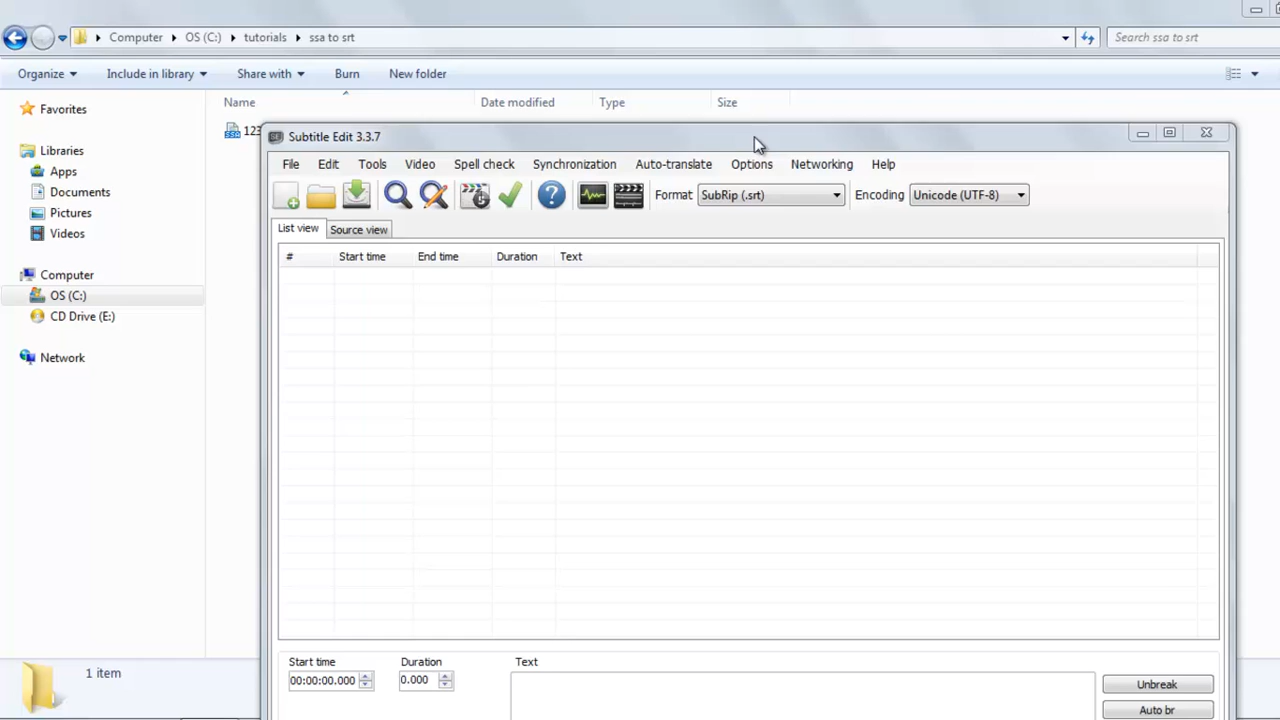 Computer OS (C:) tutorials ssa to srt Search ssa to srt
Organize Include in library Share with Burn New folder
Favorites
Libraries
Apps
Documents
Pictures
Videos
Computer
OS (C:)
CD Drive (E:)
Network
Name Date modified Type Size
123
Subtitle Edit 3.3.7
File Edit Tools Video Spell check Synchronization Auto-translate Options Networking Help
Format SubRip (.srt) Encoding Unicode (UTF-8)
List view Source view
# Start time End time Duration Text
Start time Duration Text
00:00:00.000 0.000
Unbreak
Auto br
1 item